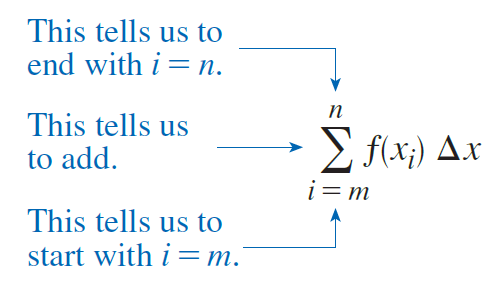 This tells us to
end with i = n.
This tells us
to add.
This tells us to
start with i = m.
n
∑ f(xᵢ) Δx
i = m